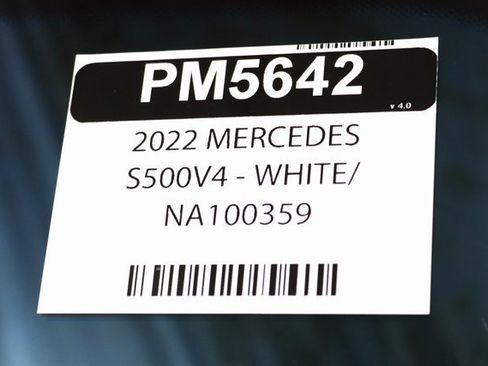 PM5642
v 4.0
2022 MERCEDES
S500V4 - WHITE/
NA100359